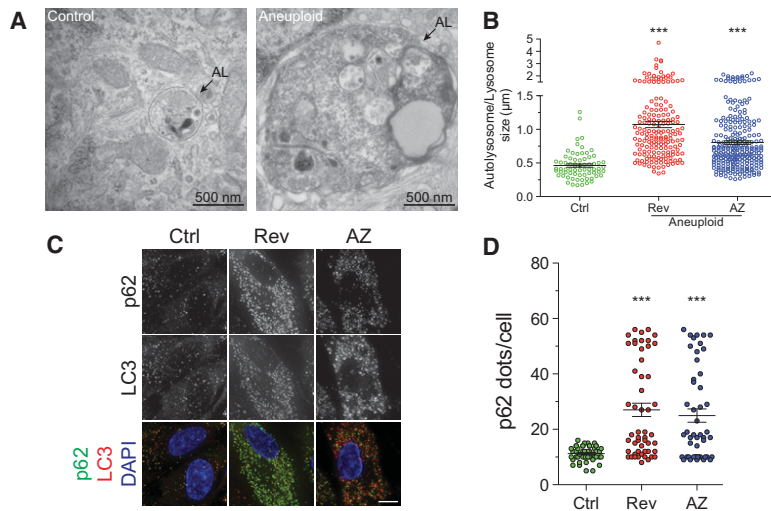 A
Control
AL
500 nm
Aneuploid
AL
500 nm
B
Autolysosome/Lysosome
size (μm)
5
4
3
2
1.5
1.0
0.5
0.0
***
***
Ctrl
Rev
AZ
Aneuploid
C
Ctrl
Rev
AZ
p62
LC3
p62
LC3
DAPI
D
p62 dots/cell
80
60
40
20
0
***
***
Ctrl
Rev
AZ